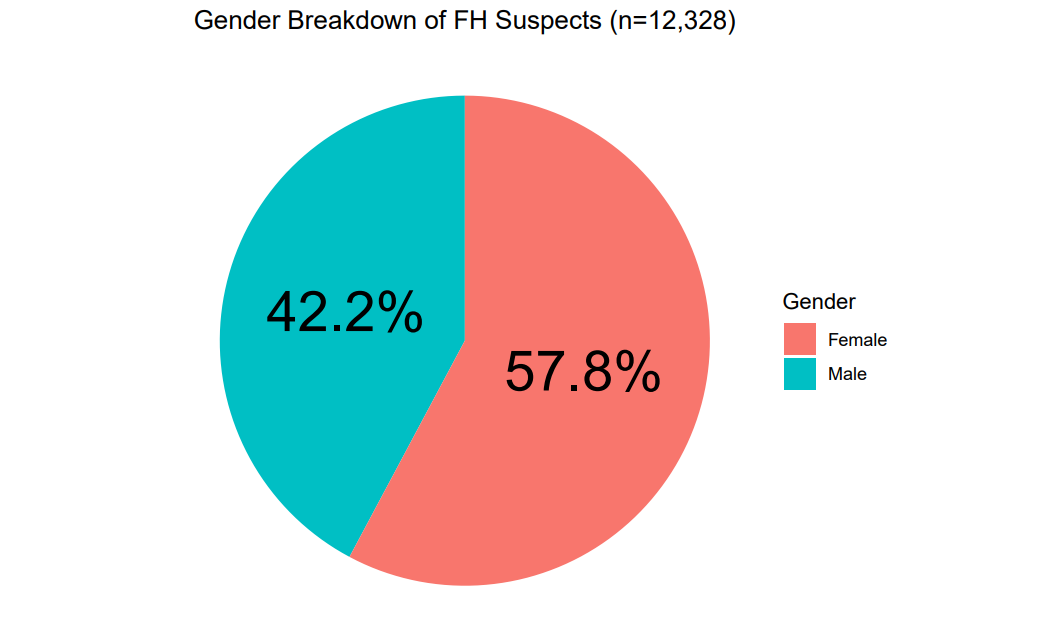 Gender Breakdown of FH Suspects (n=12,328)
42.2%
57.8%
Gender
Female
Male